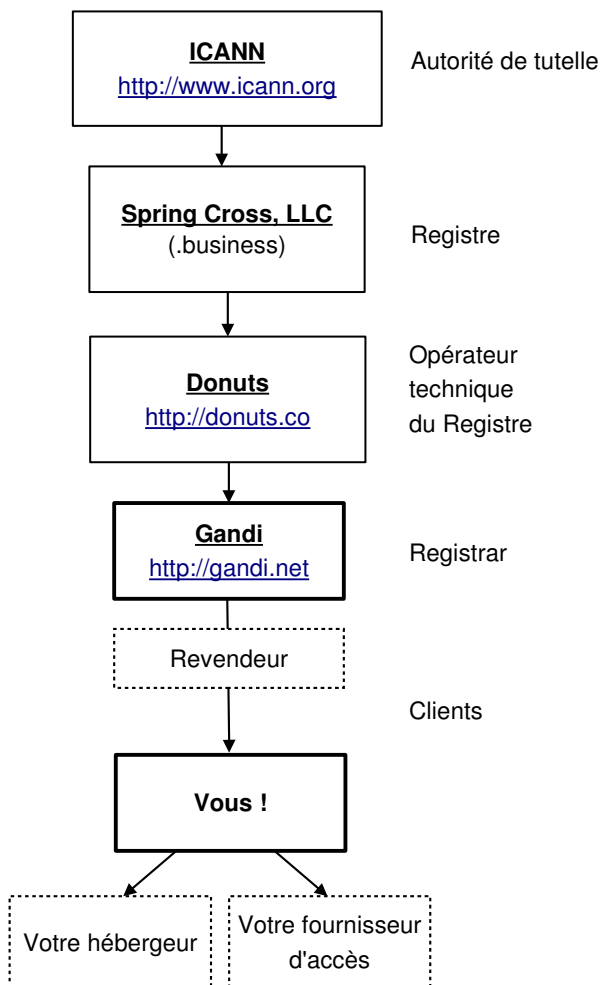 ICANN
http://www.icann.org
Autorité de tutelle
Spring Cross, LLC
(.business)
Registre
Donuts
http://donuts.co
Opérateur
technique
du Registre
Gandi
http://gandi.net
Registrar
Revendeur
Clients
Vous !
Votre hébergeur
Votre fournisseur
d'accès